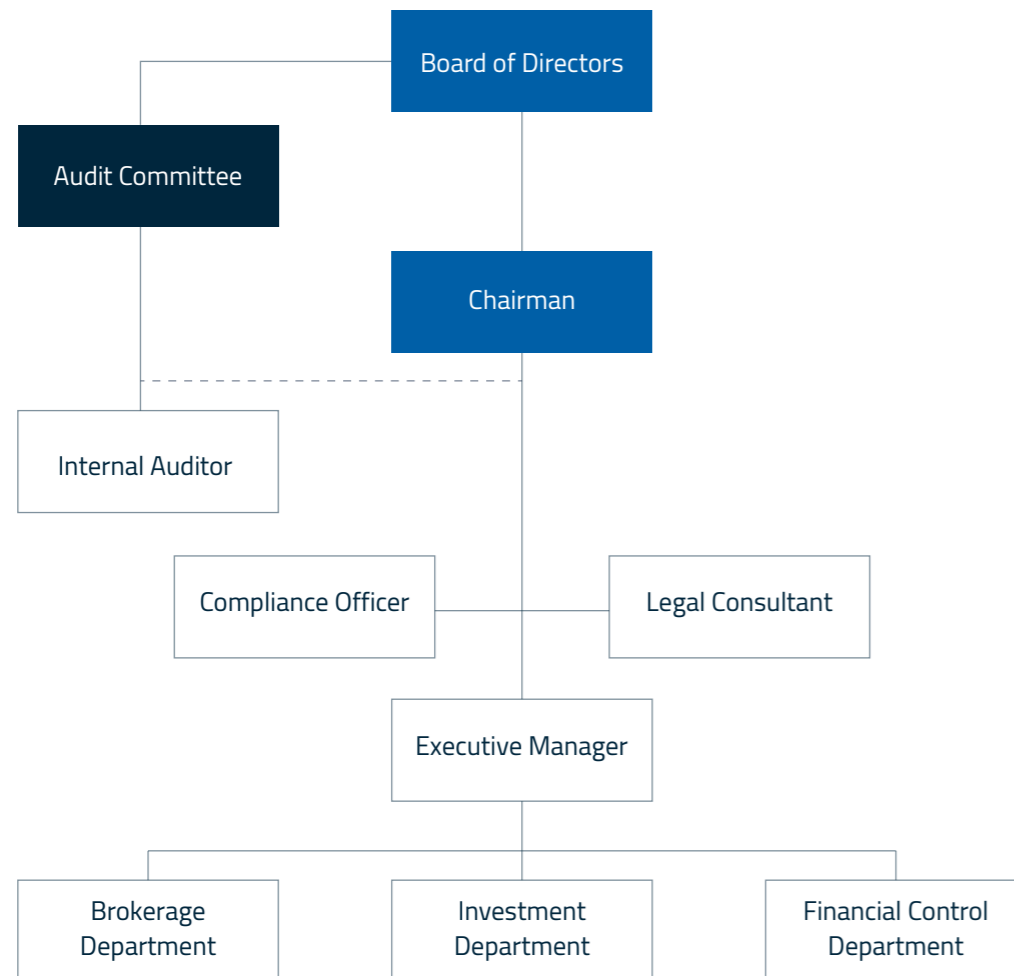 Board of Directors
Audit Committee
Chairman
Internal Auditor
Compliance Officer
Legal Consultant
Executive Manager
Brokerage
Department
Investment
Department
Financial Control
Department